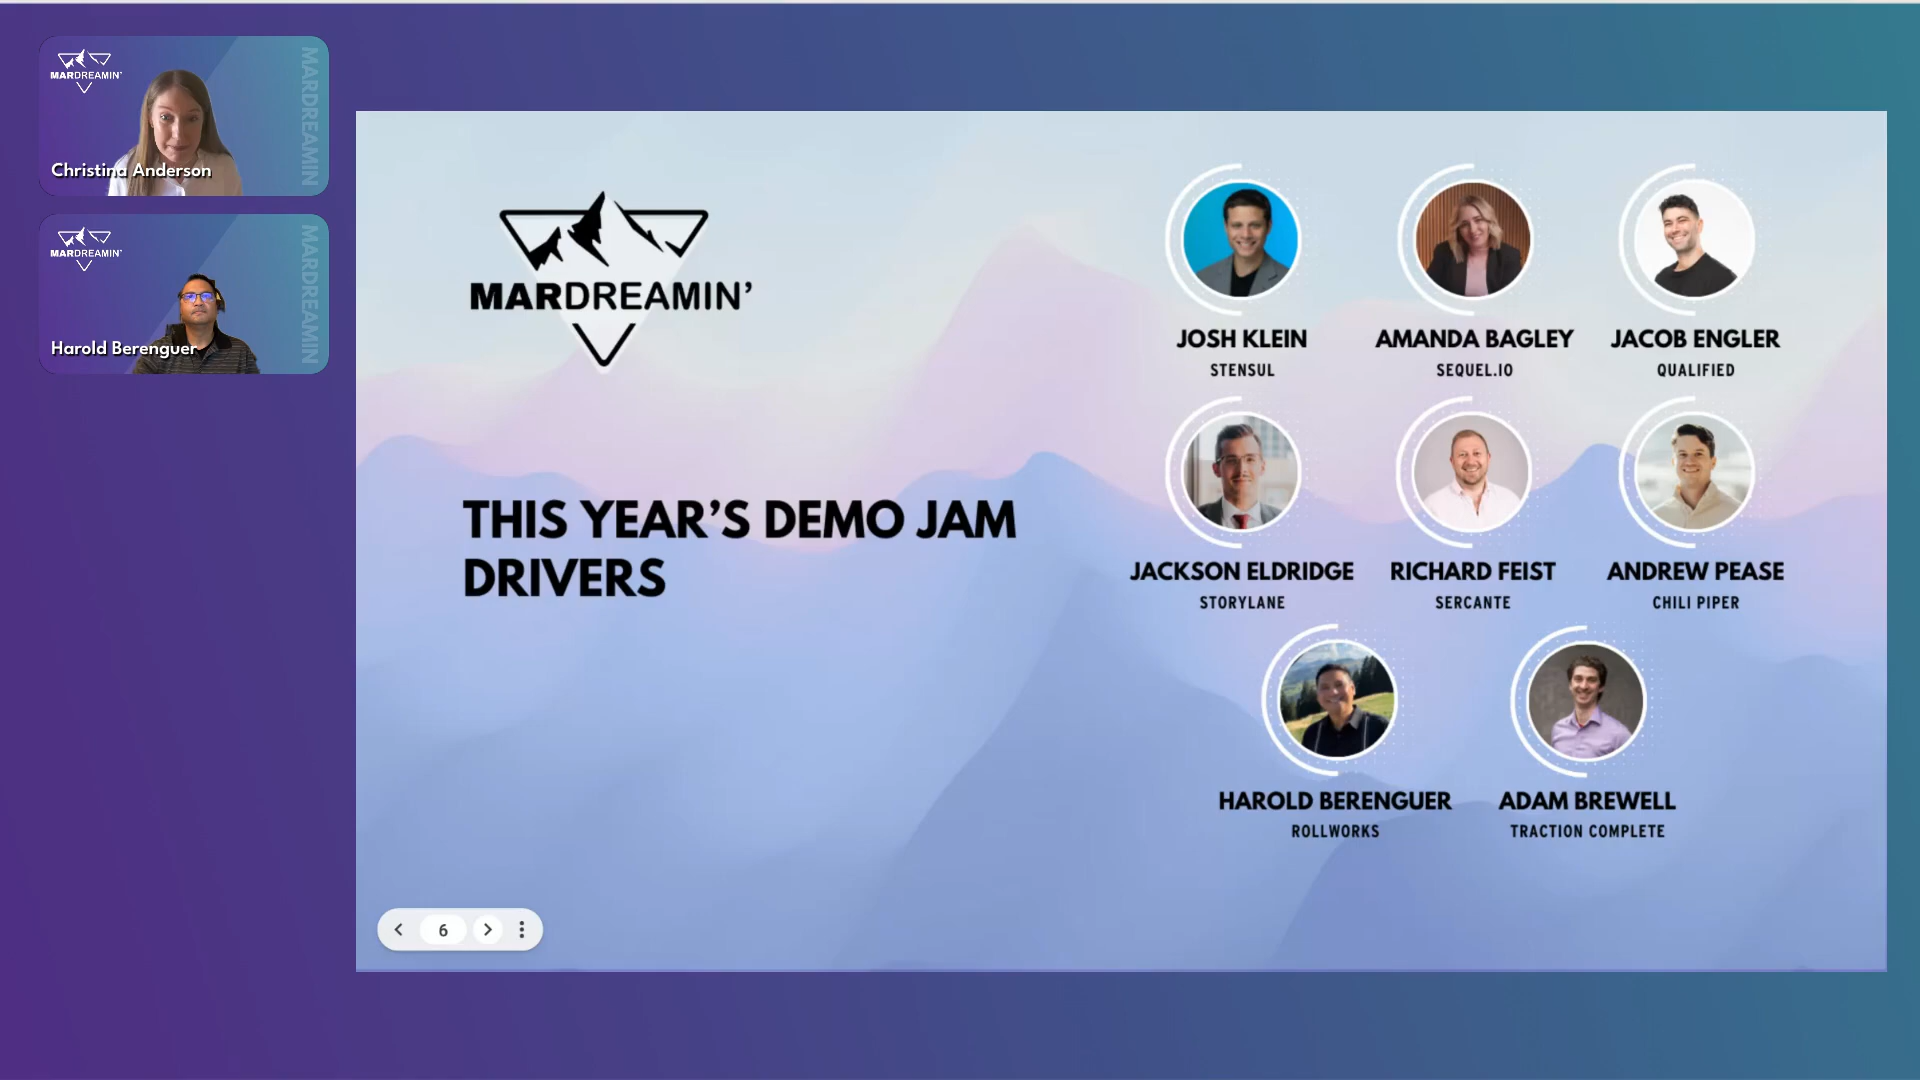 MARDREAMIN'
MARDREAMIN
Christina Anderson
MARDREAMIN'
MARDREAMIN
Harold Berenguer
MARDREAMIN’
THIS YEAR’S DEMO JAM
DRIVERS
JOSH KLEIN
STENSUL
AMANDA BAGLEY
SEQUEL.IO
JACOB ENGLER
QUALIFIED
JACKSON ELDRIDGE
STORYLANE
RICHARD FEIST
SERCANTE
ANDREW PEASE
CHILI PIPER
HAROLD BERENGUER
ROLLWORKS
ADAM BREWELL
TRACTION COMPLETE
6